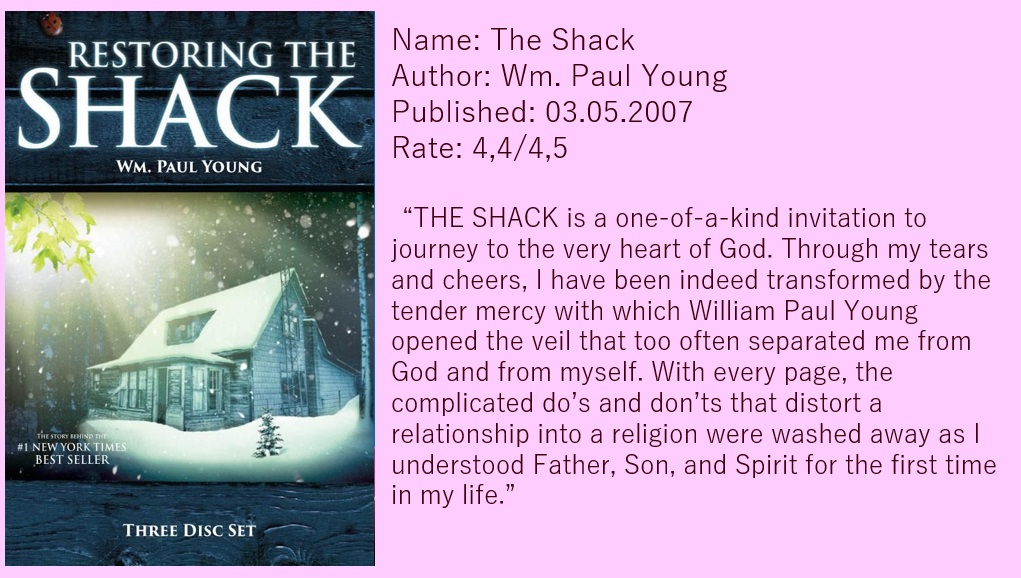 RESTORING THE
SHACK
WM. PAUL YOUNG
THE STORY BEHIND THE
#1 NEW YORK TIMES
BEST SELLER
THREE DISC SET
Name: The Shack
Author: Wm. Paul Young
Published: 03.05.2007
Rate: 4,4/4,5
“THE SHACK is a one-of-a-kind invitation to
journey to the very heart of God. Through my tears
and cheers, I have been indeed transformed by the
tender mercy with which William Paul Young
opened the veil that too often separated me from
God and from myself. With every page, the
complicated do’s and don’ts that distort a
relationship into a religion were washed away as I
understood Father, Son, and Spirit for the first time
in my life.”